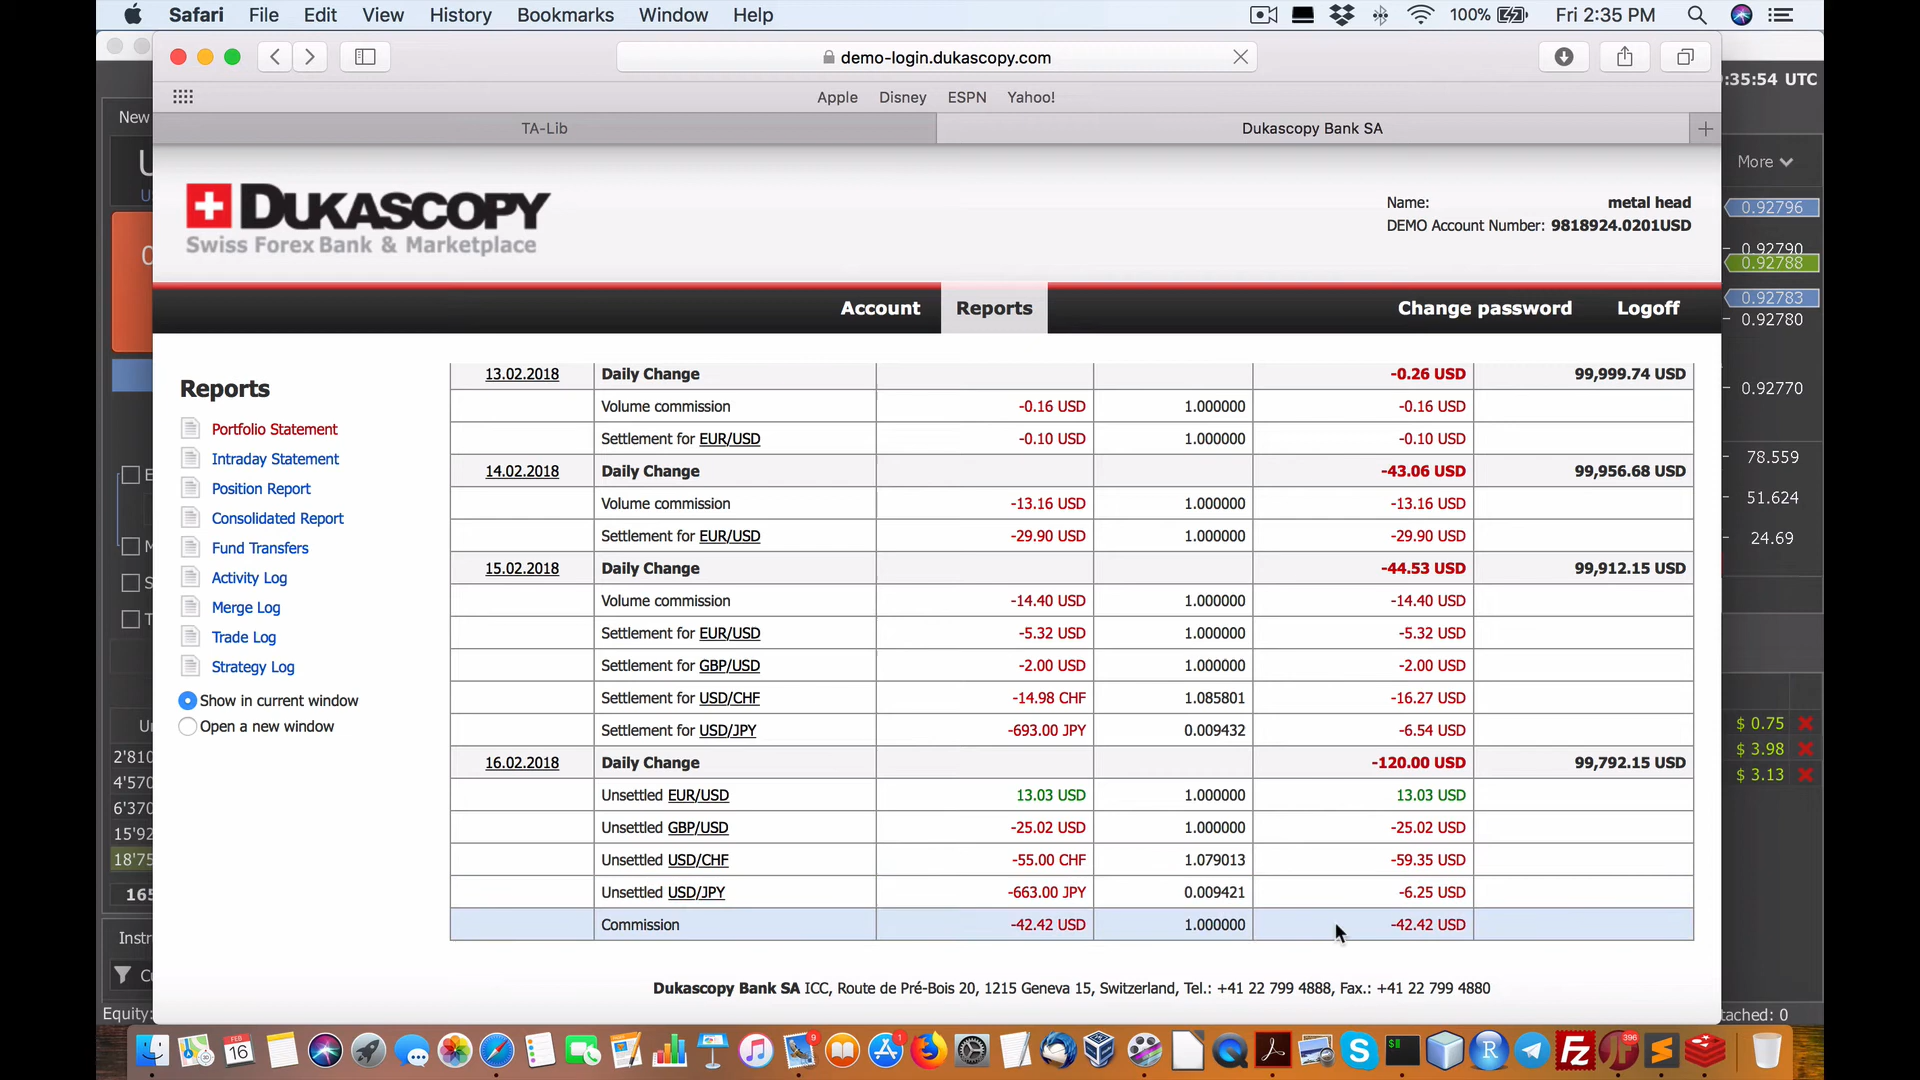 Safari File Edit View History Bookmarks Window Help 100% Fri 2:35 PM
demo-login.dukascopy.com
:35:54 UTC
Apple Disney ESPN Yahoo!
New
TA-Lib Dukascopy Bank SA
More
DUKASCOPY
Swiss Forex Bank & Marketplace
Name: metal head
DEMO Account Number: 9818924.0201USD
0.92796
0.92790
0.92788
0.92783
0.92780
0.92770
78.559
51.624
24.69
Account Reports Change password Logoff
Reports
Portfolio Statement
Intraday Statement
Position Report
Consolidated Report
Fund Transfers
Activity Log
Merge Log
Trade Log
Strategy Log
Show in current window
Open a new window
13.02.2018 Daily Change -0.26 USD 99,999.74 USD
Volume commission -0.16 USD 1.000000 -0.16 USD
Settlement for EUR/USD -0.10 USD 1.000000 -0.10 USD
14.02.2018 Daily Change -43.06 USD 99,956.68 USD
Volume commission -13.16 USD 1.000000 -13.16 USD
Settlement for EUR/USD -29.90 USD 1.000000 -29.90 USD
15.02.2018 Daily Change -44.53 USD 99,912.15 USD
Volume commission -14.40 USD 1.000000 -14.40 USD
Settlement for EUR/USD -5.32 USD 1.000000 -5.32 USD
Settlement for GBP/USD -2.00 USD 1.000000 -2.00 USD
Settlement for USD/CHF -14.98 CHF 1.085801 -16.27 USD
Settlement for USD/JPY -693.00 JPY 0.009432 -6.54 USD
16.02.2018 Daily Change -120.00 USD 99,792.15 USD
Unsettled EUR/USD 13.03 USD 1.000000 13.03 USD
Unsettled GBP/USD -25.02 USD 1.000000 -25.02 USD
Unsettled USD/CHF -55.00 CHF 1.079013 -59.35 USD
Unsettled USD/JPY -663.00 JPY 0.009421 -6.25 USD
Commission -42.42 USD 1.000000 -42.42 USD
$ 0.75
$ 3.98
$ 3.13
2'810
4'570
6'370
15'92
18'75
165
Instr
Equity:
Dukascopy Bank SA ICC, Route de Pré-Bois 20, 1215 Geneva 15, Switzerland, Tel.: +41 22 799 4888, Fax.: +41 22 799 4880
tached: 0
FEB
16
9
1
396